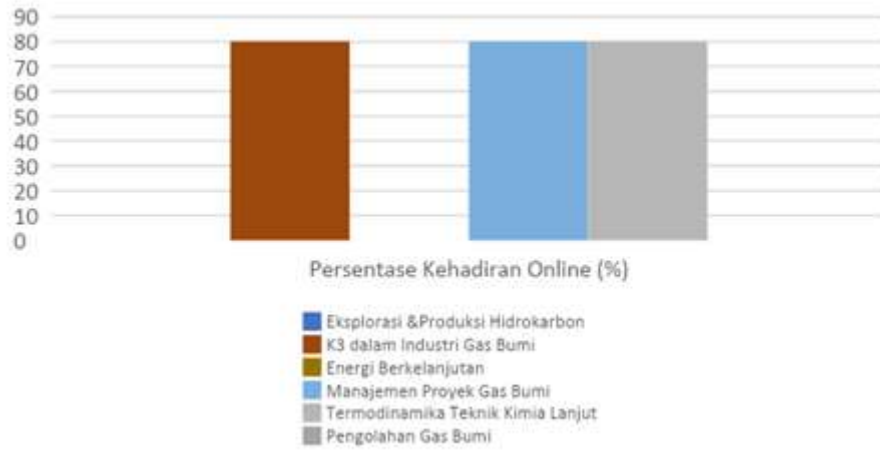 90
80
70
60
50
40
30
20
10
0
Persentase Kehadiran Online (%)
Eksplorasi &Produksi Hidrokarbon
K3 dalam Industri Gas Bumi
Energi Berkelanjutan
Manajemen Proyek Gas Bumi
Termodinamika Teknik Kimia Lanjut
Pengolahan Gas Bumi